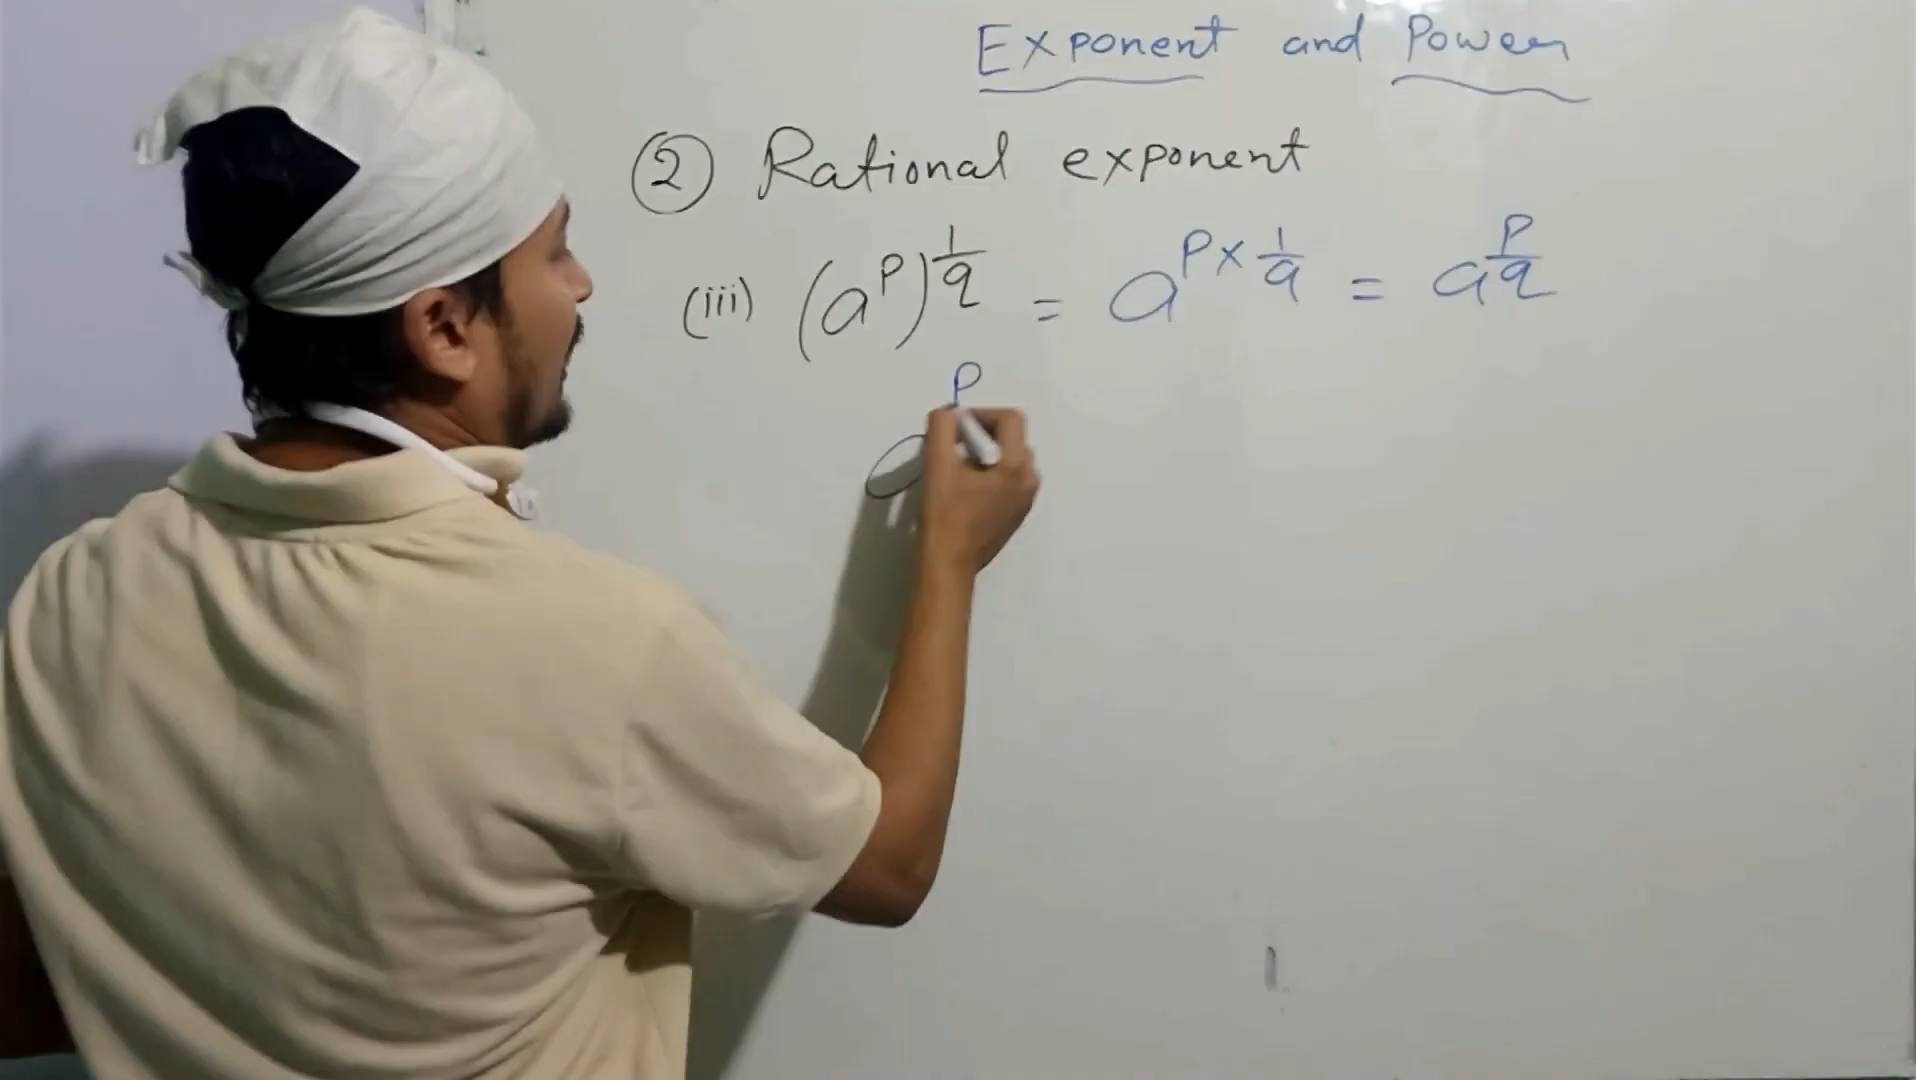 Exponent and Power
② Rational exponent
(iii) (a^p)^(1/q) = a^(p×1/q) = a^(p/q)
a^p